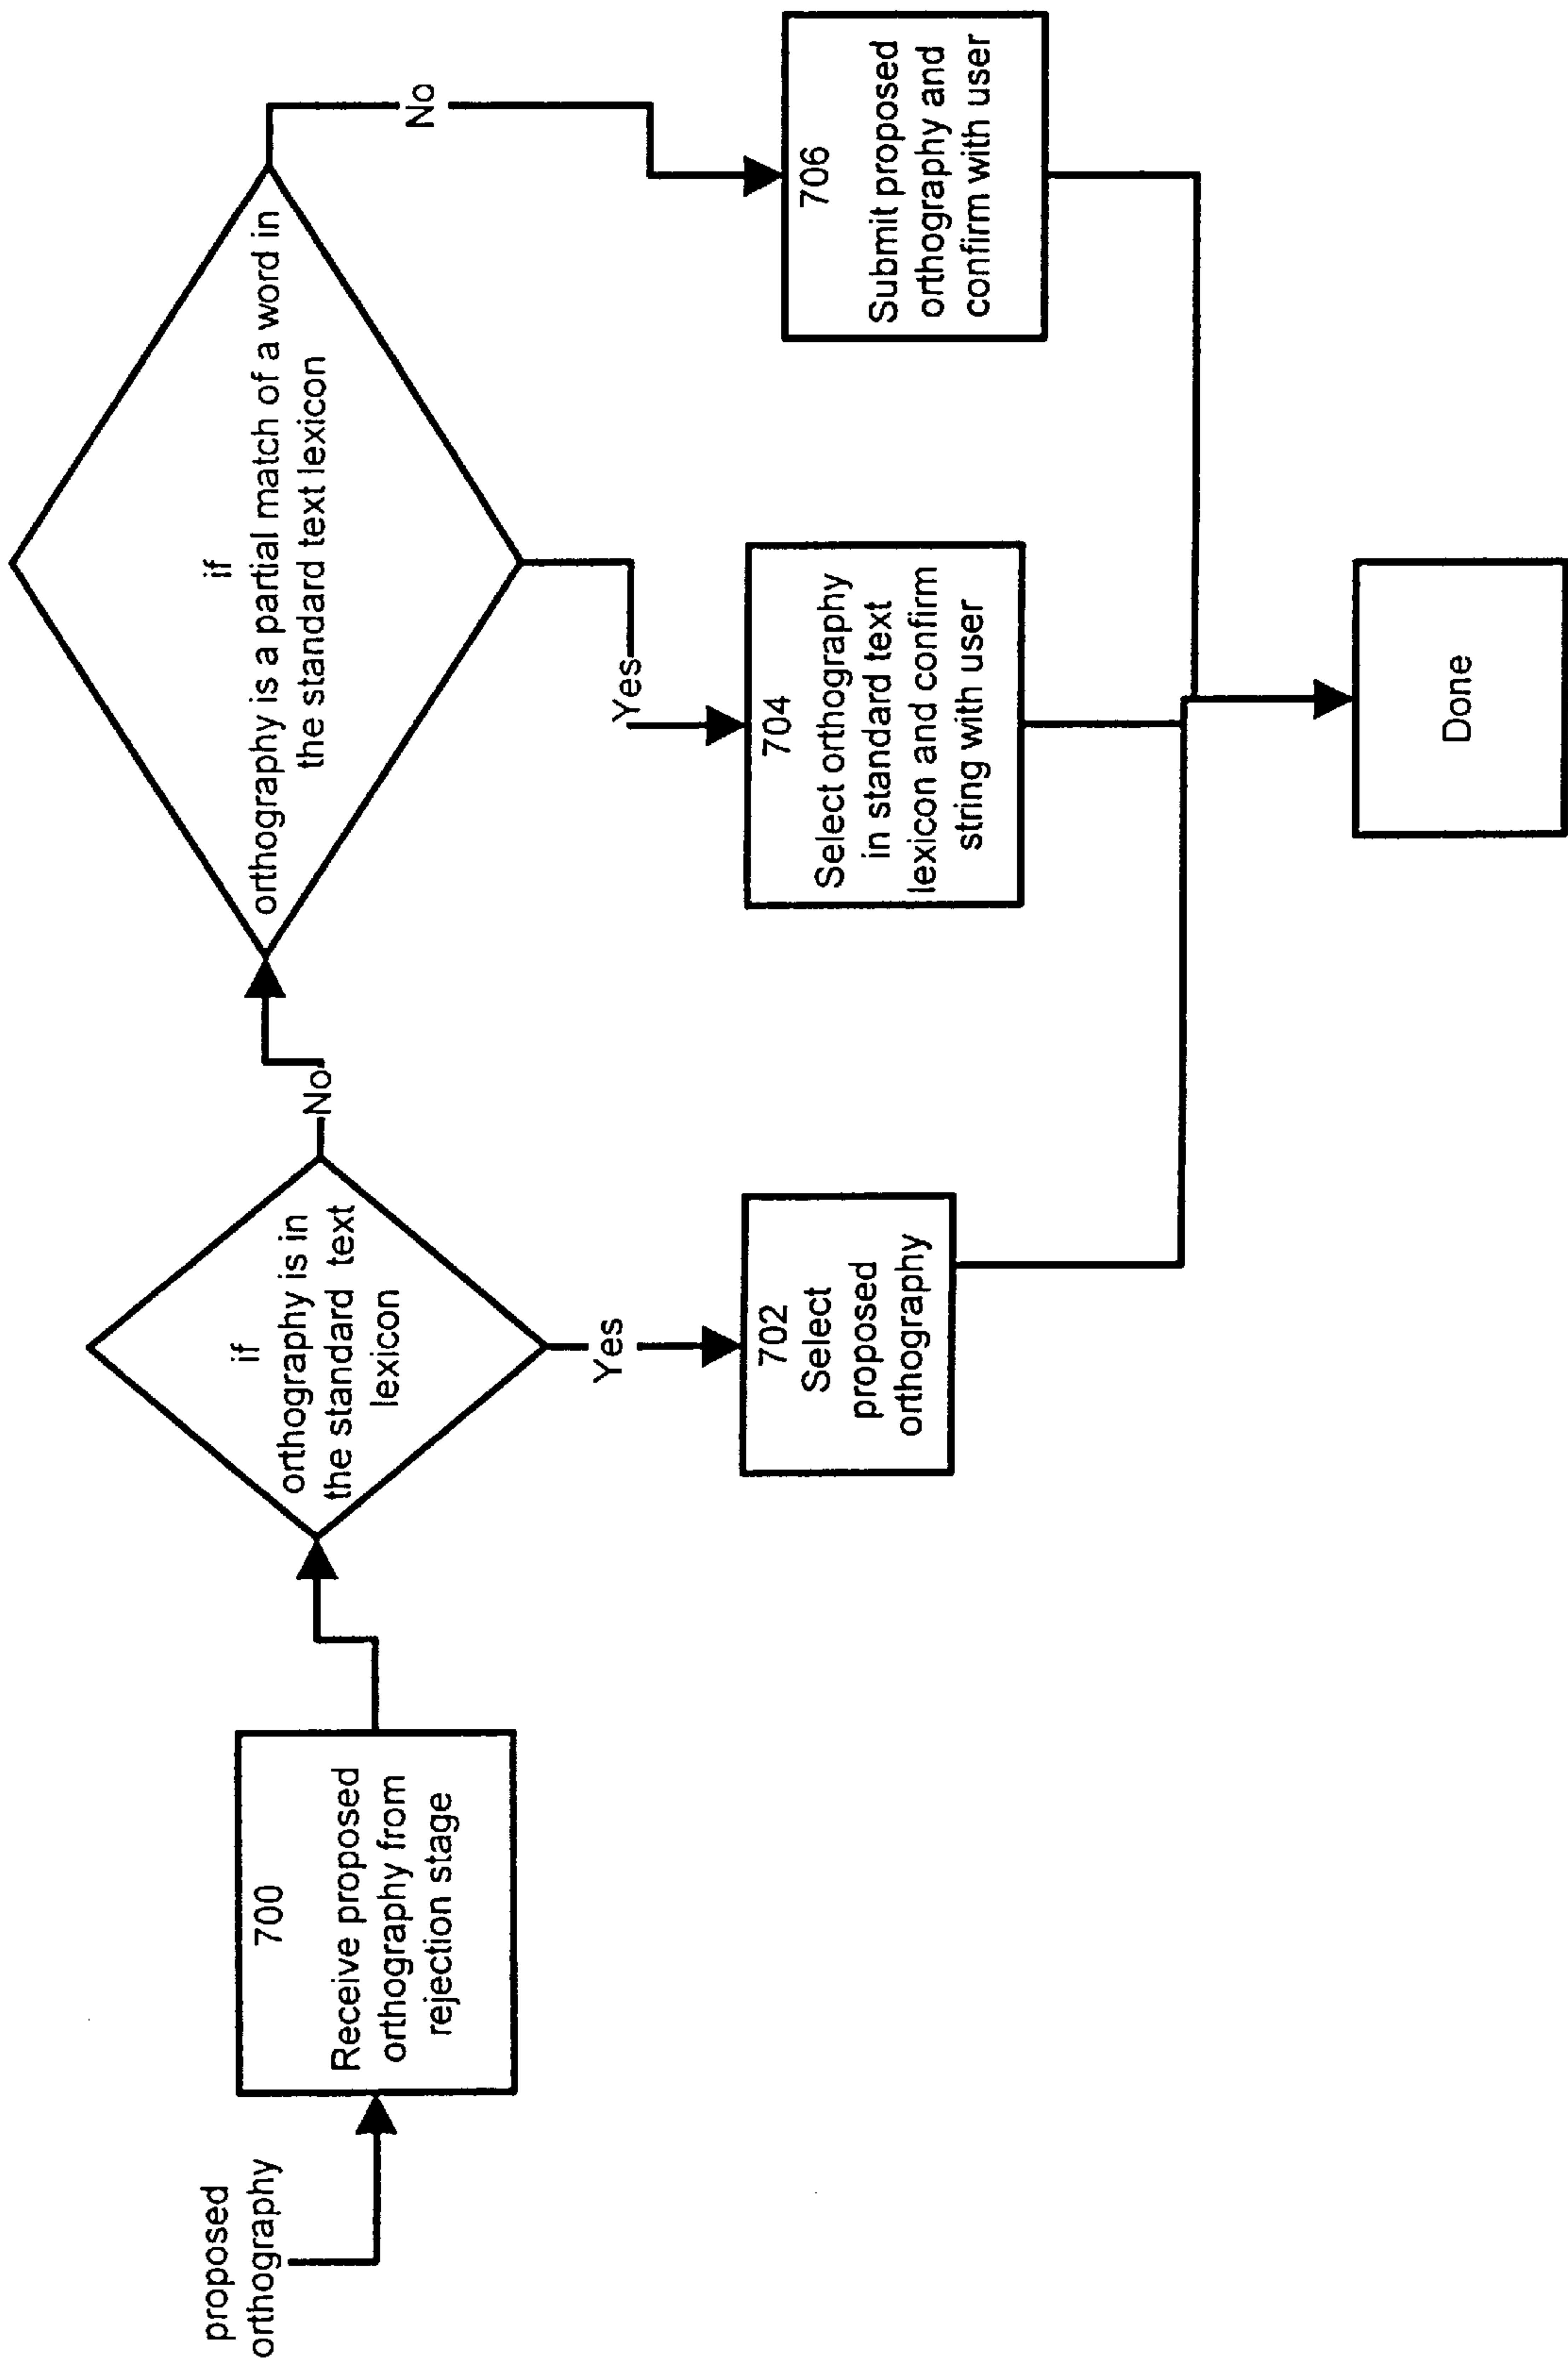 proposed
orthography
700
Receive proposed
orthography from
rejection stage
if
orthography is in
the standard text
lexicon
No
Yes
702
Select
proposed
orthography
if
orthography is a partial match of a word in
the standard text lexicon
Yes
No
704
Select orthography
in standard text
lexicon and confirm
string with user
706
Submit proposed
orthography and
confirm with user
Done